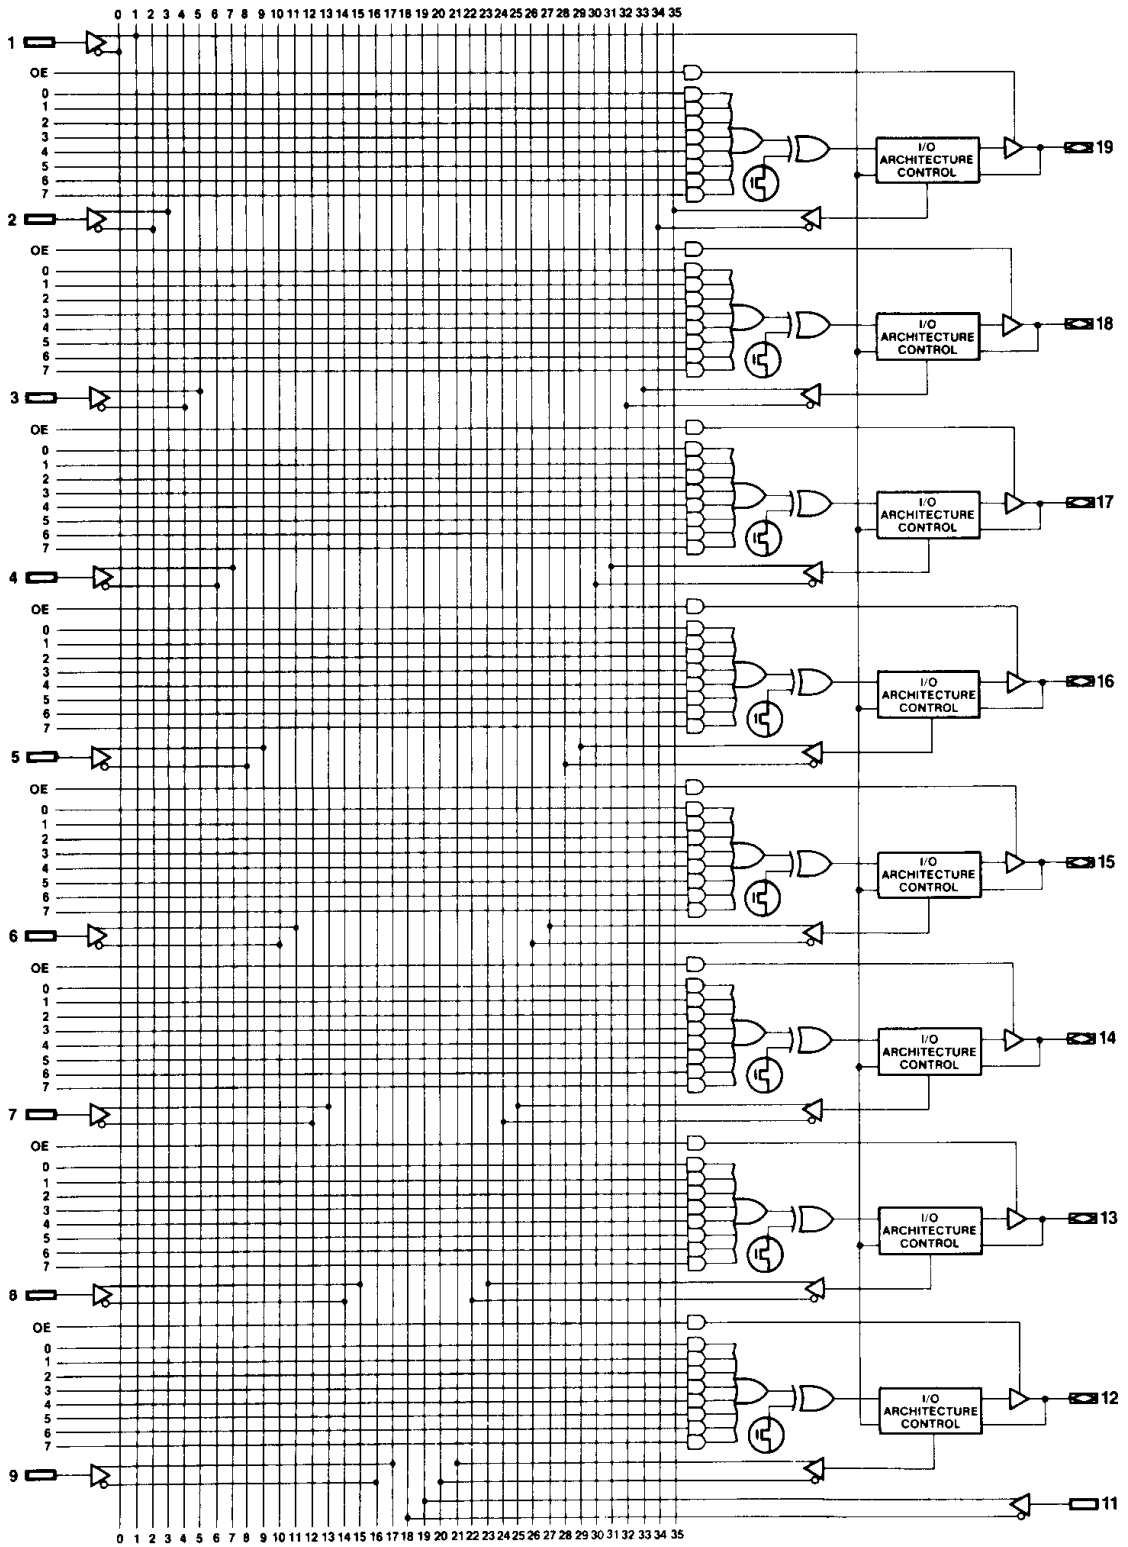 0 1 2 3 4 5 6 7 8 9 10 11 12 13 14 15 16 17 18 19 20 21 22 23 24 25 26 27 28 29 30 31 32 33 34 35
1
OE
0
1
2
3
4
5
6
7
I/O
ARCHITECTURE
CONTROL
19
2
OE
0
1
2
3
4
5
6
7
I/O
ARCHITECTURE
CONTROL
18
3
OE
0
1
2
3
4
5
6
7
I/O
ARCHITECTURE
CONTROL
17
4
OE
0
1
2
3
4
5
6
7
I/O
ARCHITECTURE
CONTROL
16
5
OE
0
1
2
3
4
5
6
7
I/O
ARCHITECTURE
CONTROL
15
6
OE
0
1
2
3
4
5
6
7
I/O
ARCHITECTURE
CONTROL
14
7
OE
0
1
2
3
4
5
6
7
I/O
ARCHITECTURE
CONTROL
13
8
OE
0
1
2
3
4
5
6
7
I/O
ARCHITECTURE
CONTROL
12
9
11
0 1 2 3 4 5 6 7 8 9 10 11 12 13 14 15 16 17 18 19 20 21 22 23 24 25 26 27 28 29 30 31 32 33 34 35